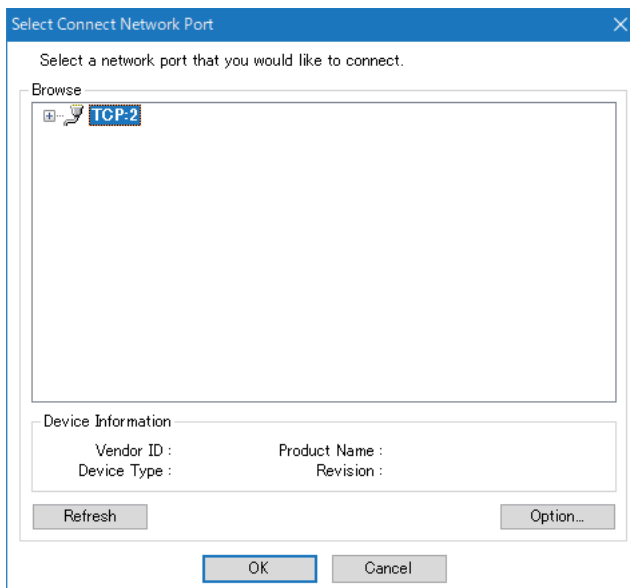 Select Connect Network Port
Select a network port that you would like to connect.
Browse
TCP:2
Device Information
Vendor ID : Product Name :
Device Type : Revision :
Refresh Option...
OK Cancel